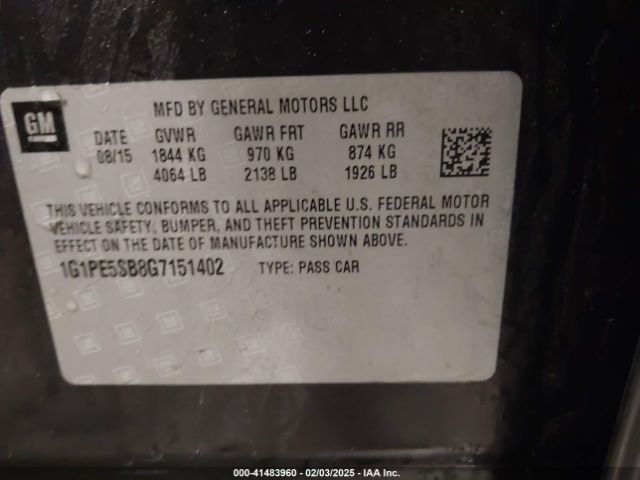 GM
MFD BY GENERAL MOTORS LLC
DATE GVWR GAWR FRT GAWR RR
08/15 1844 KG 970 KG 874 KG
4064 LB 2138 LB 1926 LB
THIS VEHICLE CONFORMS TO ALL APPLICABLE U.S. FEDERAL MOTOR
VEHICLE SAFETY, BUMPER, AND THEFT PREVENTION STANDARDS IN
EFFECT ON THE DATE OF MANUFACTURE SHOWN ABOVE.
1G1PE5SB8G7151402 TYPE: PASS CAR
000-41483960 - 02/03/2025 - IAA Inc.